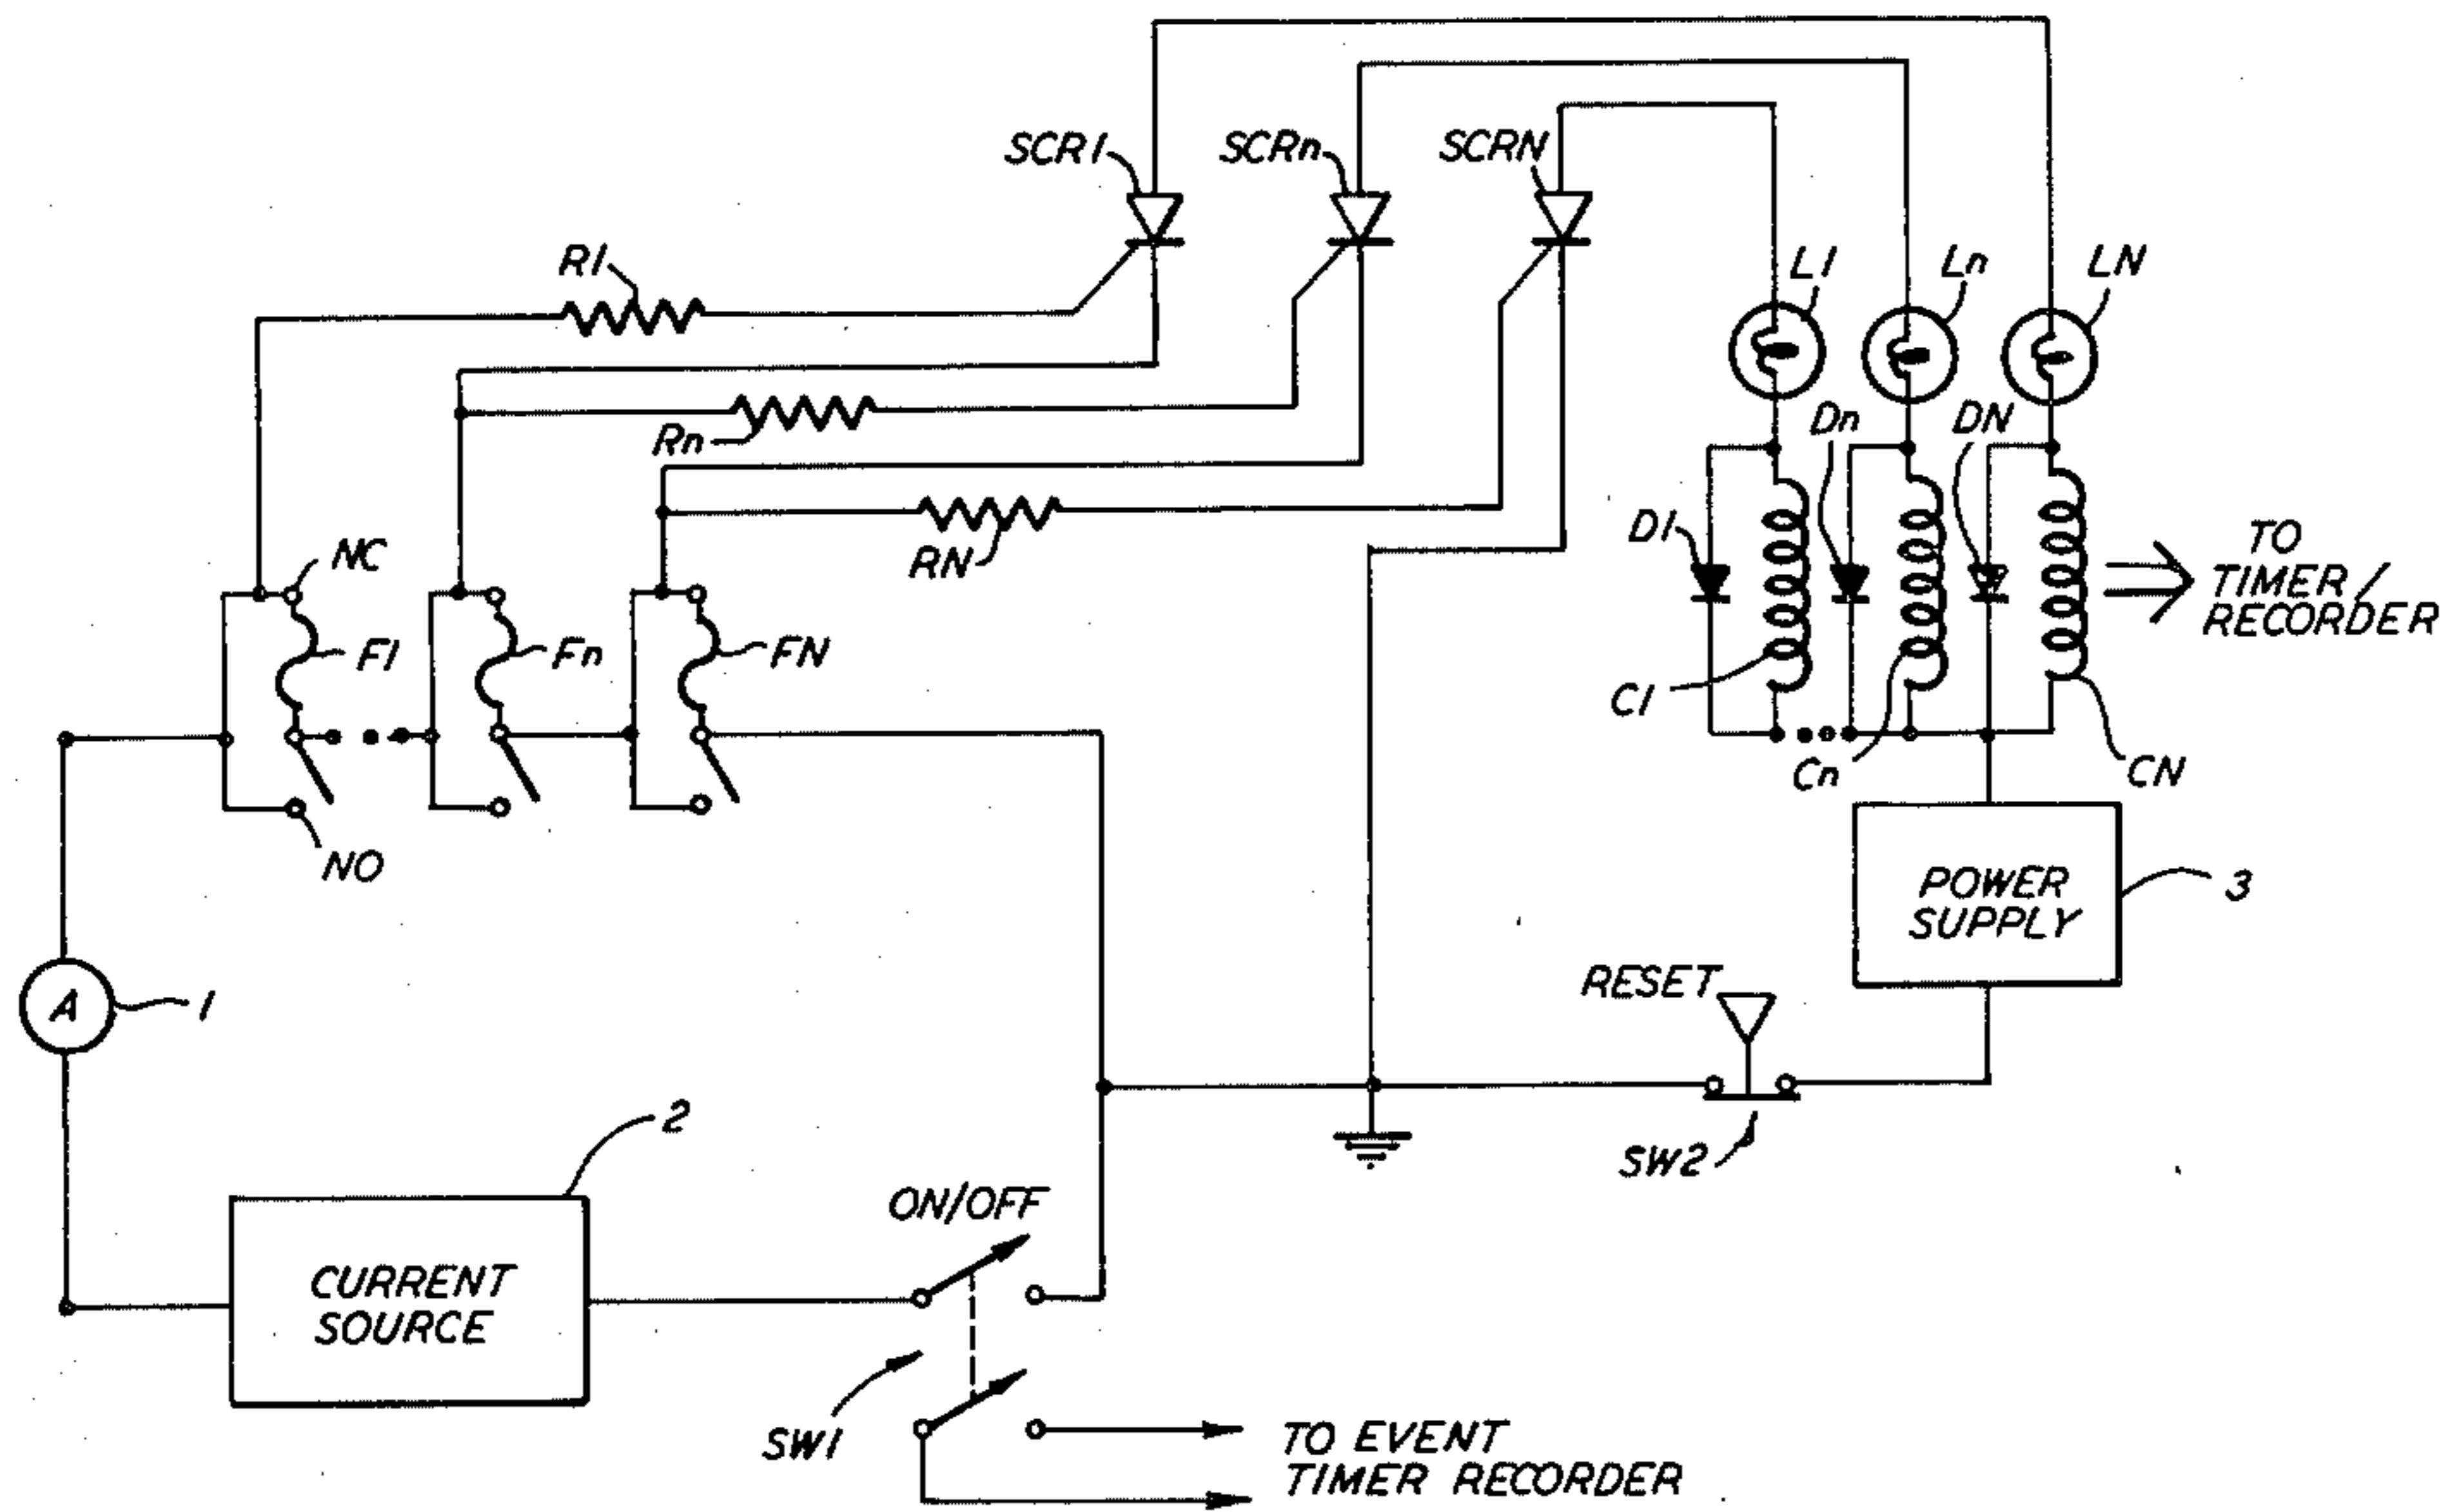 SCR1
SCRn
SCRN
R1
L1
Ln
LN
Rn
Dn
DN
D1
RN
NC
TO
TIMER/
RECORDER
F1
Fn
FN
C1
Cn
CN
NO
POWER
SUPPLY
3
RESET
A
1
2
SW2
ON/OFF
CURRENT
SOURCE
SW1
TO EVENT
TIMER RECORDER